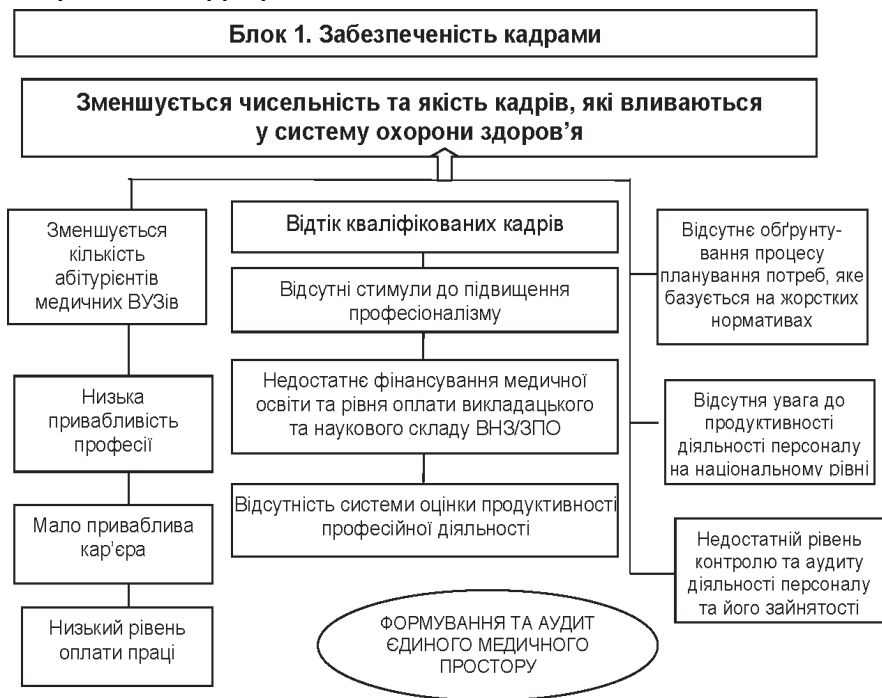 Блок 1. Забезпеченість кадрами
Зменшується чисельність та якість кадрів, які вливаються
у систему охорони здоров’я
Зменшується
кількість
абітурієнтів
медичних ВУЗів
Низька
привабливість
професії
Мало приваблива
кар’єра
Низький рівень
оплати праці
Відтік кваліфікованих кадрів
Відсутні стимули до підвищення
професіоналізму
Недостатнє фінансування медичної
освіти та рівня оплати викладацького
та наукового складу ВНЗ/ЗПО
Відсутність системи оцінки продуктивності
професійної діяльності
ФОРМУВАННЯ ТА АУДИТ
ЄДИНОГО МЕДИЧНОГО
ПРОСТОРУ
Відсутнє обґрунту-
вання процесу
планування потреб, яке
базується на жорстких
нормативах
Відсутня увага до
продуктивності
діяльності персоналу
на національному рівні
Недостатній рівень
контролю та аудиту
діяльності персоналу
та його зайнятості